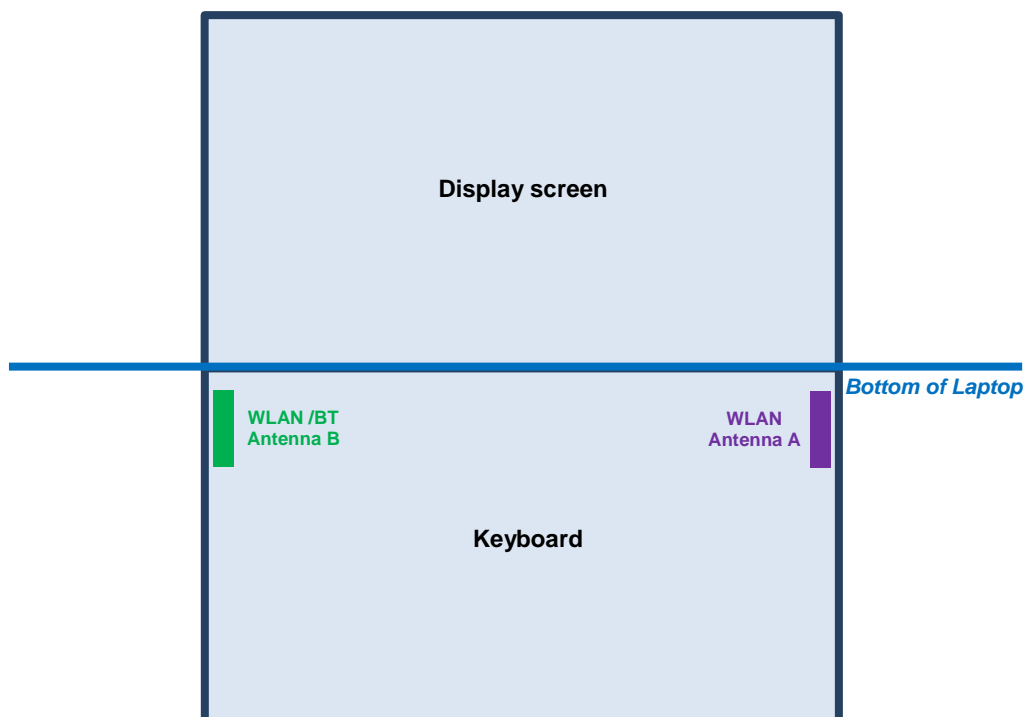 Display screen
Bottom of Laptop
WLAN /BT
Antenna B
WLAN
Antenna A
Keyboard